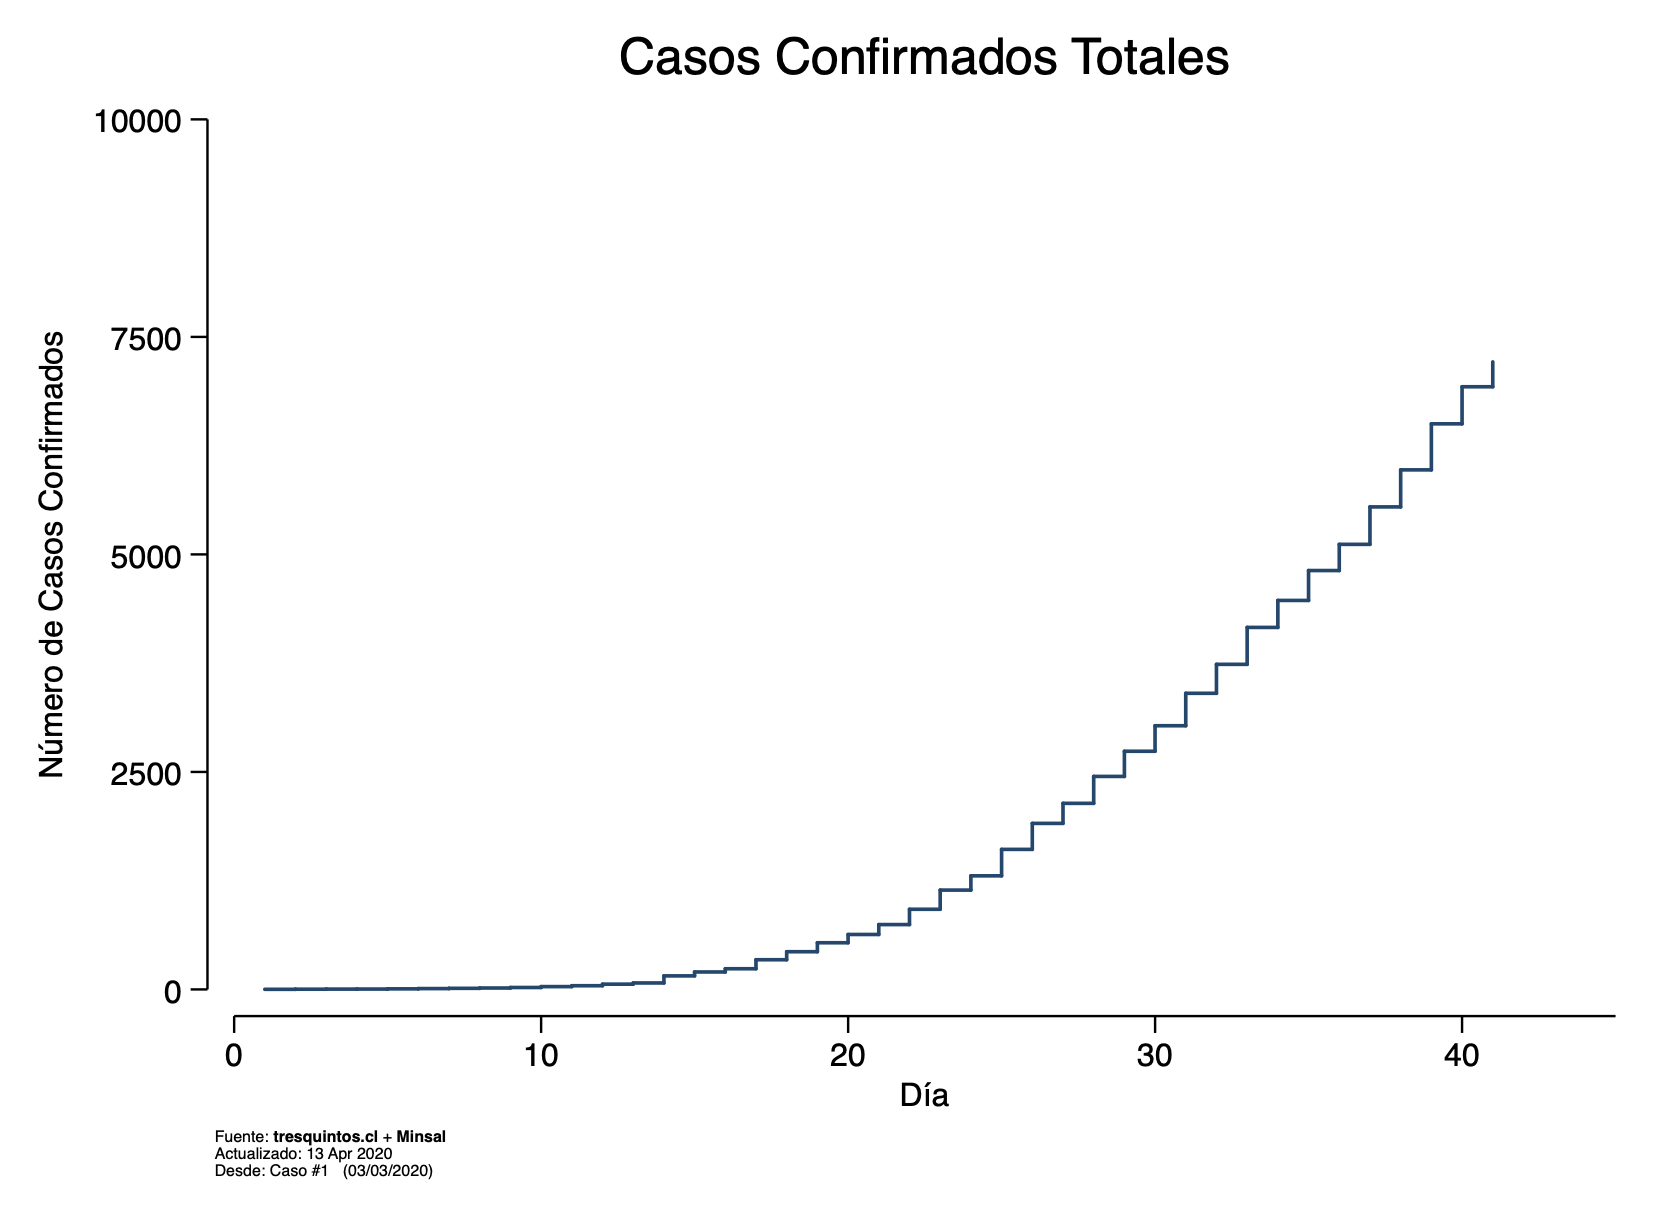 Casos Confirmados Totales
10000
7500
5000
2500
0
Número de Casos Confirmados
0 10 20 30 40
Día
Fuente: tresquintos.cl + Minsal
Actualizado: 13 Apr 2020
Desde: Caso #1 (03/03/2020)